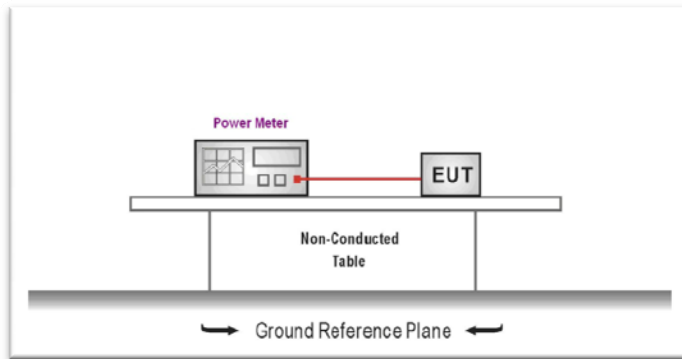 Power Meter
EUT
Non-Conducted
Table
Ground Reference Plane